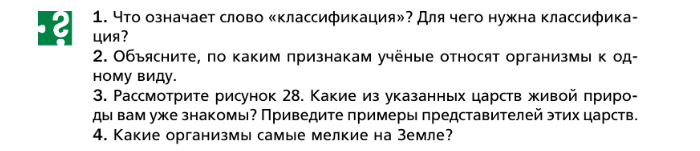 1. Что означает слово «классификация»? Для чего нужна классифика-
ция?
2. Объясните, по каким признакам учёные относят организмы к од-
ному виду.
3. Рассмотрите рисунок 28. Какие из указанных царств живой приро-
ды вам уже знакомы? Приведите примеры представителей этих царств.
4. Какие организмы самые мелкие на Земле?